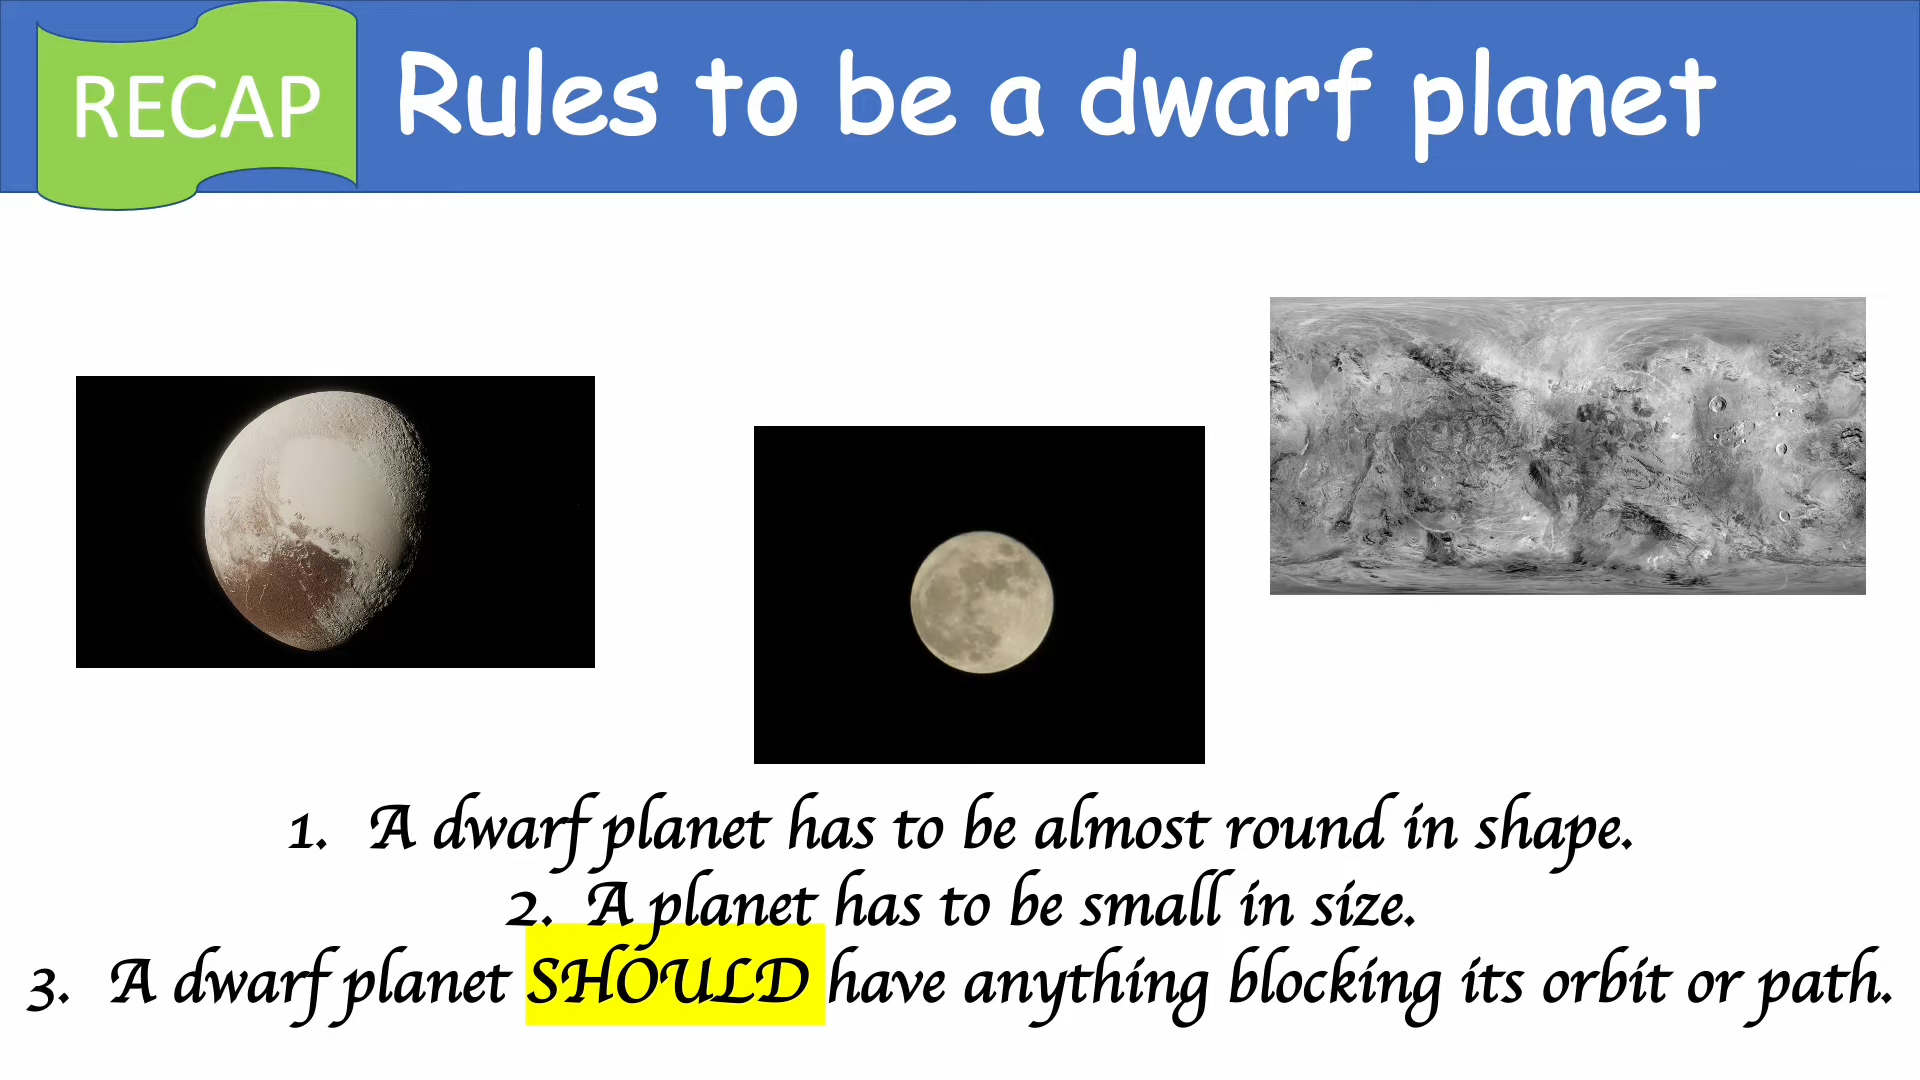 RECAP
Rules to be a dwarf planet
1. A dwarf planet has to be almost round in shape.
2. A planet has to be small in size.
3. A dwarf planet SHOULD have anything blocking its orbit or path.